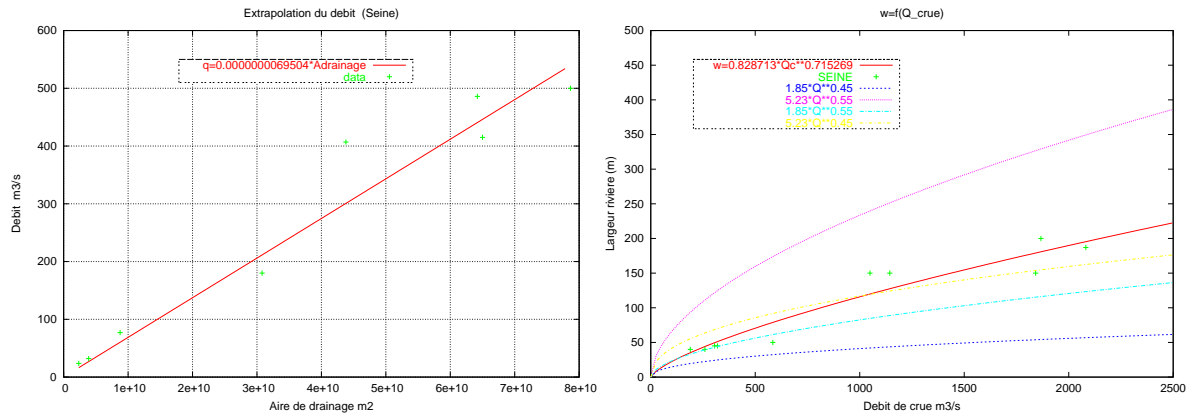 Extrapolation du debit (Seine)
600
500
400
300
200
100
0
Debit m3/s
q=0.0000000069504*Adrainage
data
0 1e+10 2e+10 3e+10 4e+10 5e+10 6e+10 7e+10 8e+10
Aire de drainage m2
w=f(Q_crue)
500
450
400
350
300
250
200
150
100
50
0
Largeur riviere (m)
w=0.828713*Qc**0.715269
SEINE
1.85*Q**0.45
5.23*Q**0.55
1.85*Q**0.55
5.23*Q**0.45
0 500 1000 1500 2000 2500
Debit de crue m3/s